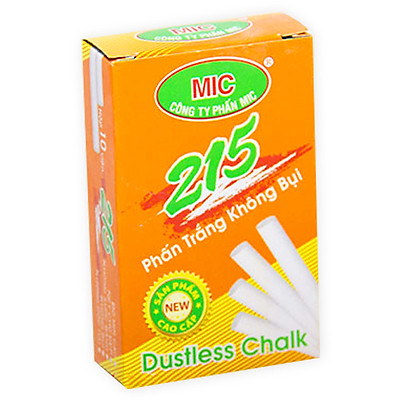 MIC
®
CÔNG TY PHẤN MIC
215
Phấn Trắng Không Bụi
SẢN PHẨM
NEW
CAO CẤP
Dustless Chalk